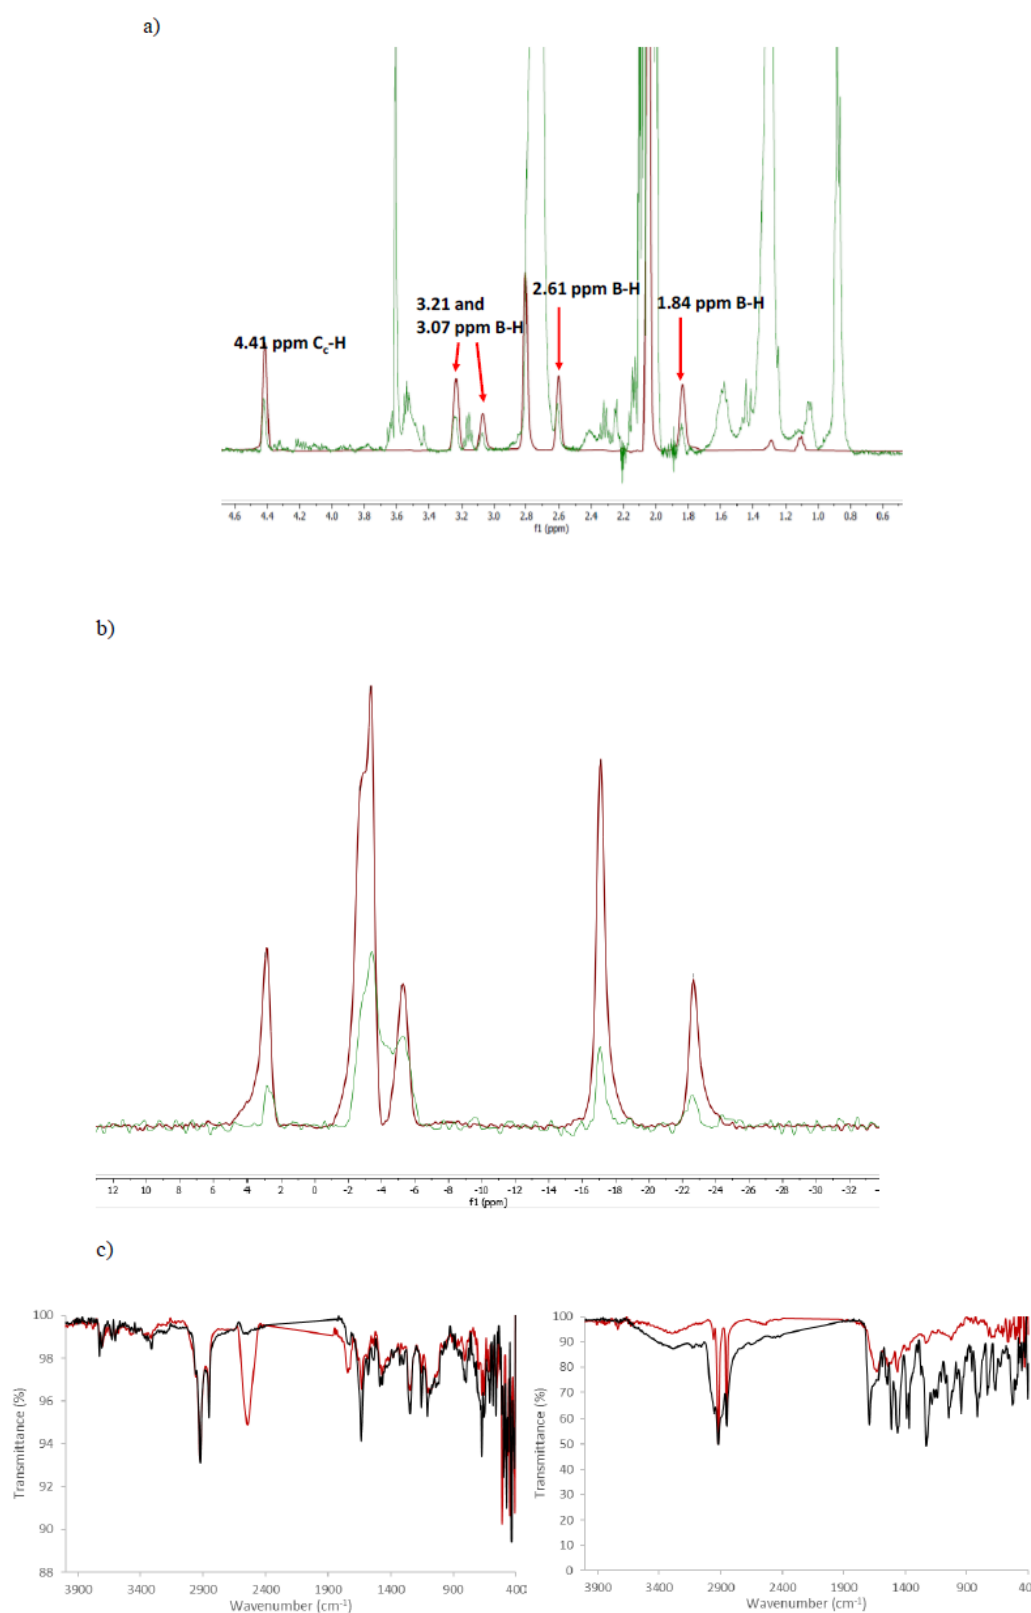 a)
3.21 and
3.07 ppm B-H
2.61 ppm B-H
1.84 ppm B-H
4.41 ppm Cc-H
4.6 4.4 4.2 4.0 3.8 3.6 3.4 3.2 3.0 2.8 2.6 2.4 2.2 2.0 1.8 1.6 1.4 1.2 1.0 0.8 0.6
f1 (ppm)
b)
12 10 8 6 4 2 0 -2 -4 -6 -8 -10 -12 -14 -16 -18 -20 -22 -24 -26 -28 -30 -32
f1 (ppm)
c)
Transmittance (%)
100
98
96
94
92
90
88
3900 3400 2900 2400 1900 1400 900 400
Wavenumber (cm-1)
Transmittance (%)
100
90
80
70
60
50
40
30
20
10
0
3900 3400 2900 2400 1900 1400 900
Wavenumber (cm-1)